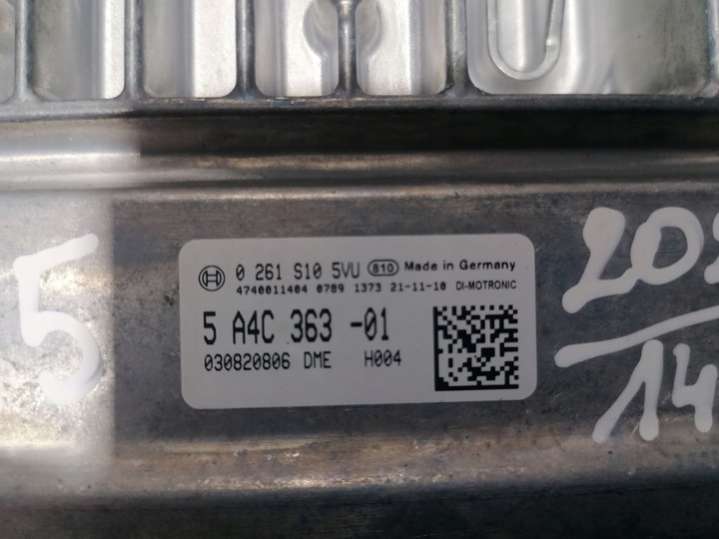 5
0 261 S10 5VU 810 Made in Germany
4740011404 0789 1373 21-11-10 DI-MOTRONIC
5 A4C 363 -01
030820806 DME H004
14